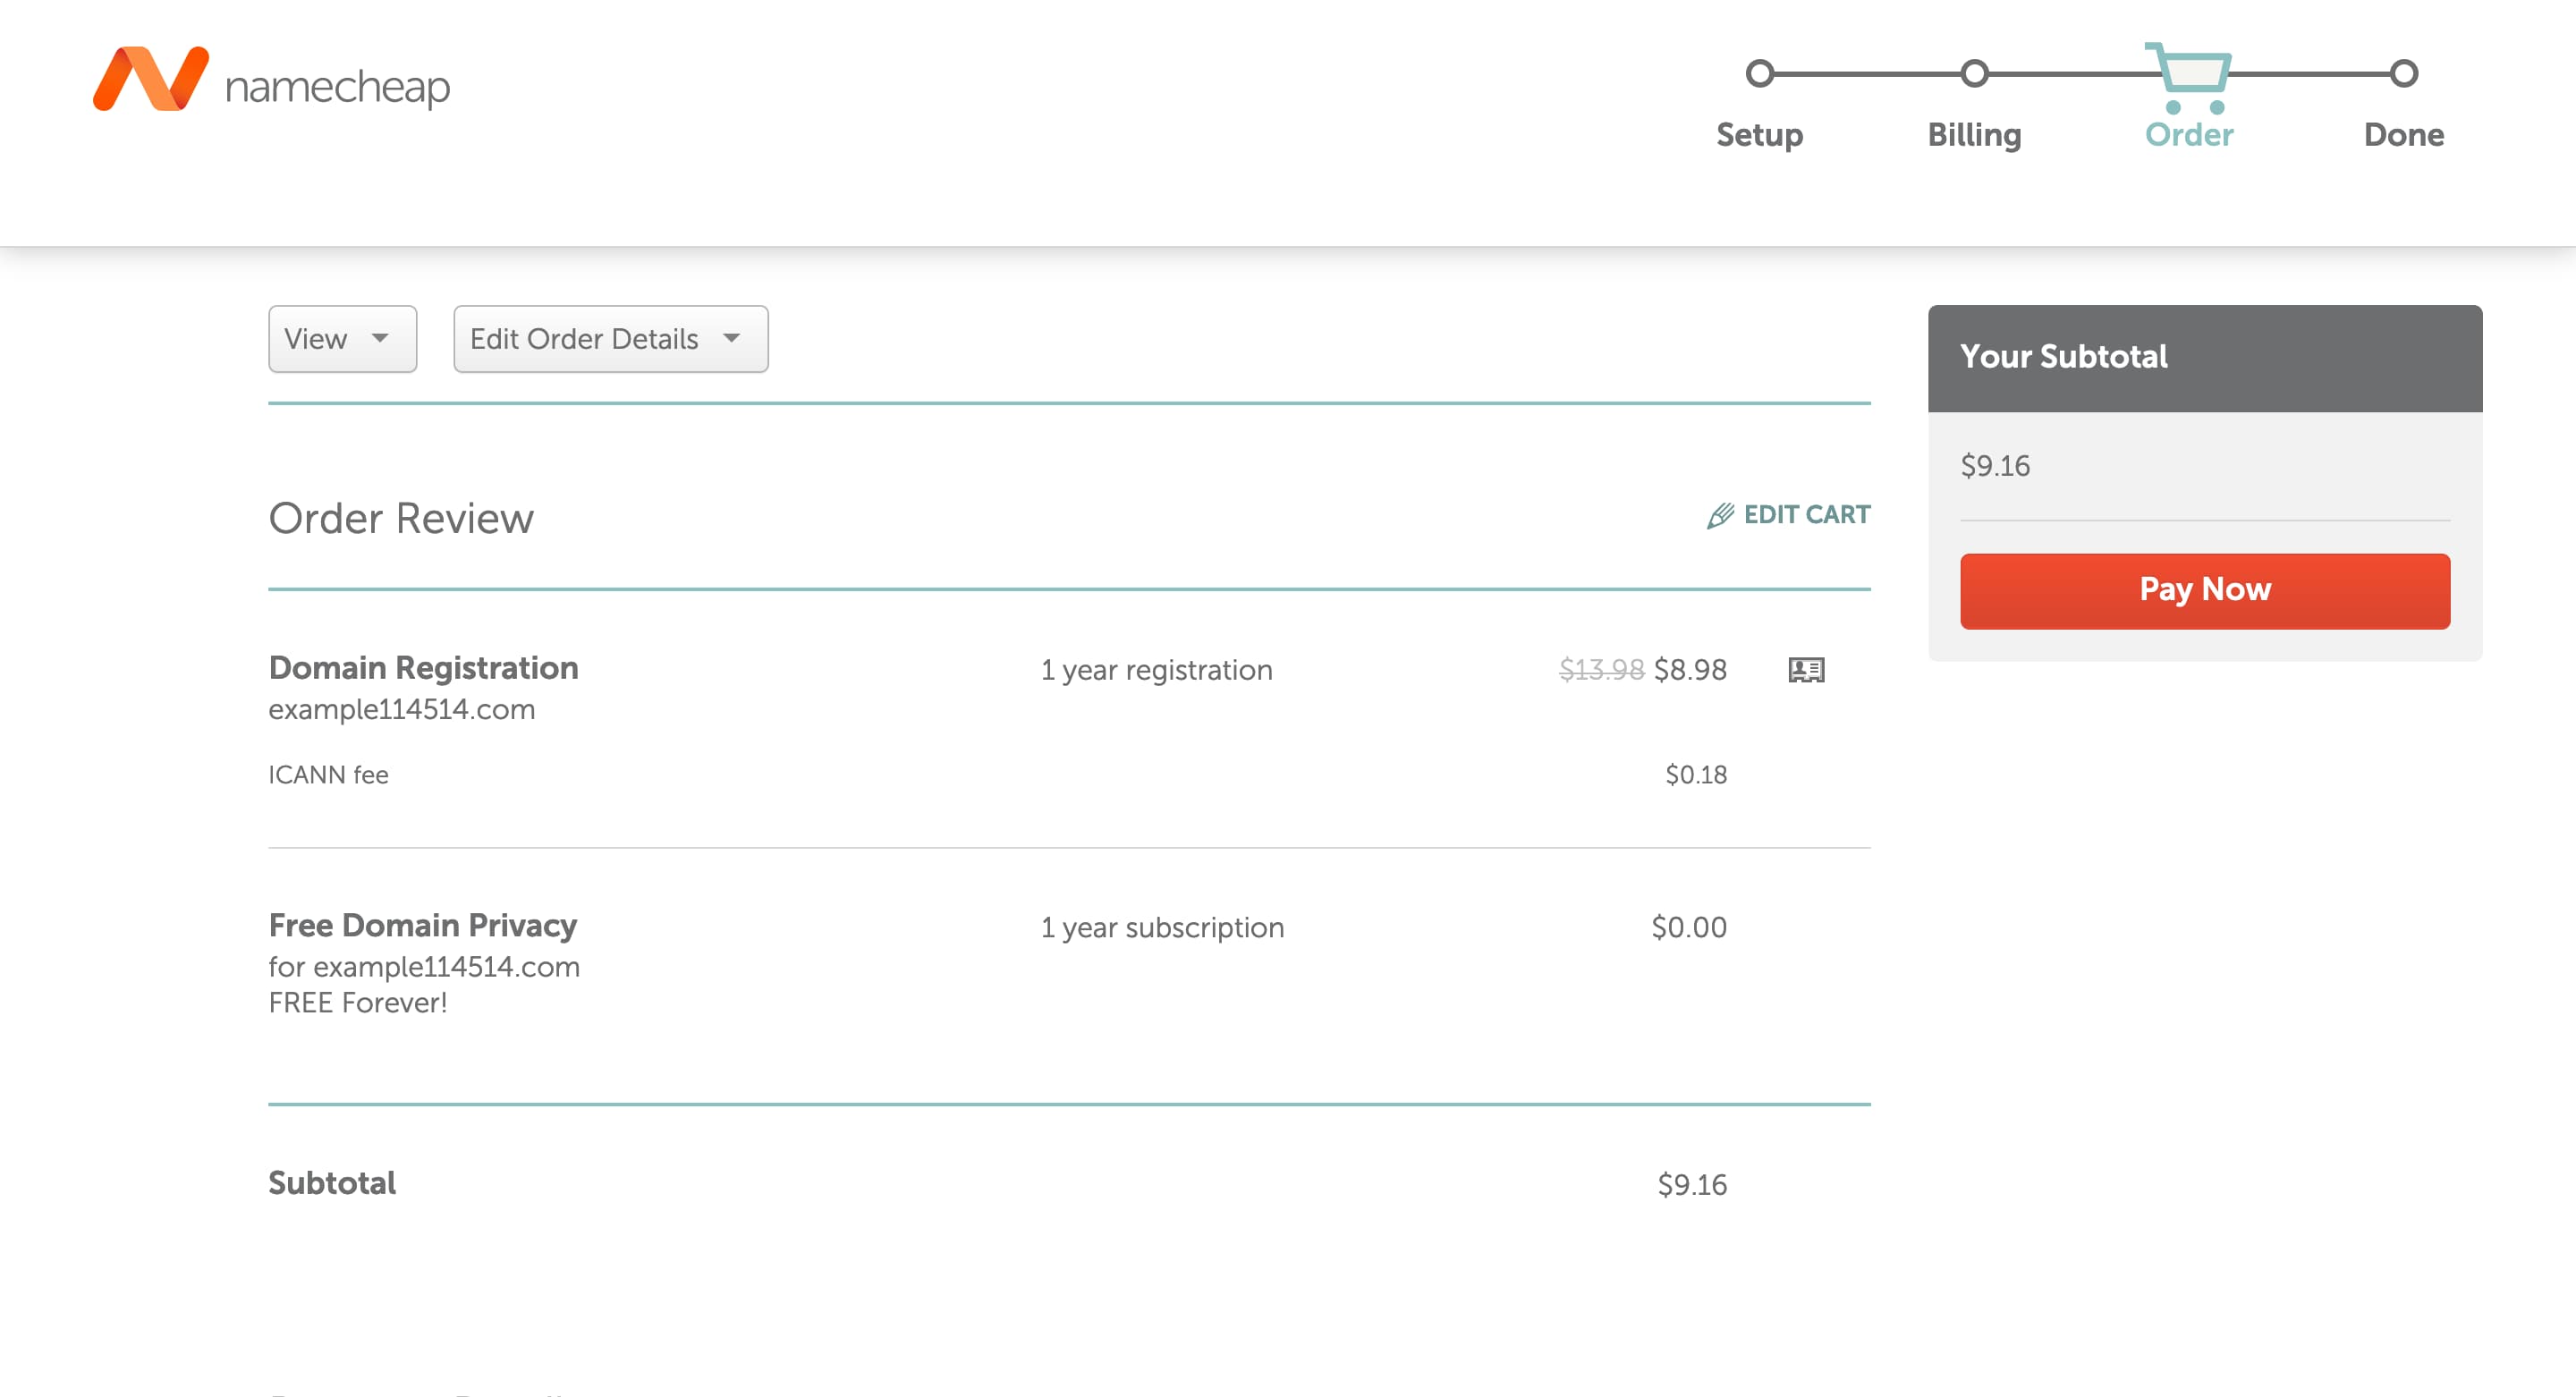 namecheap
Setup Billing Order Done
View Edit Order Details
Your Subtotal
$9.16
Pay Now
Order Review EDIT CART
Domain Registration 1 year registration $13.98 $8.98
example114514.com
ICANN fee $0.18
Free Domain Privacy 1 year subscription $0.00
for example114514.com
FREE Forever!
Subtotal $9.16